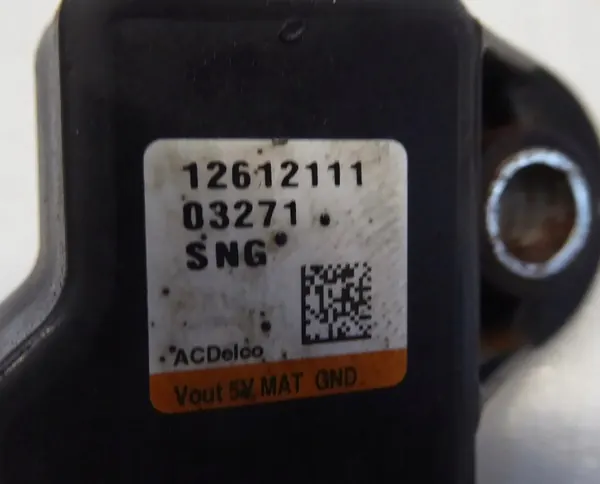 12612111
03271
SNG
ACDelco
Vout 5V MAT GND